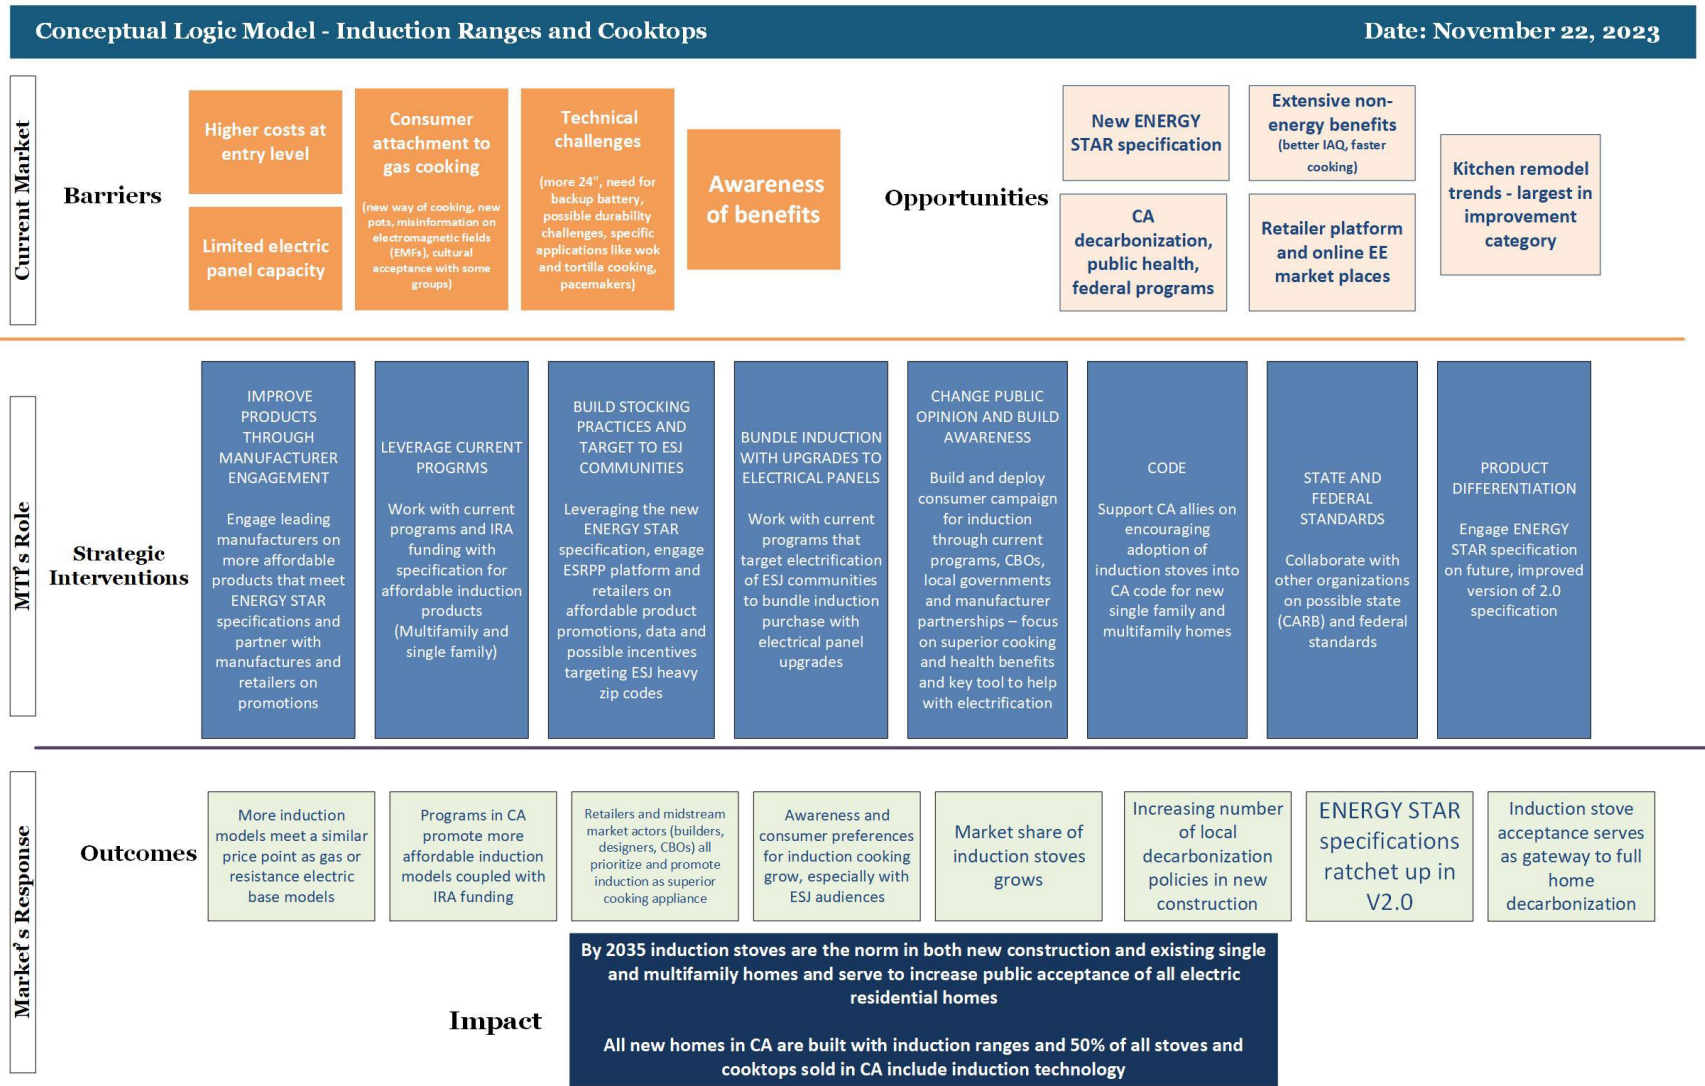 Conceptual Logic Model - Induction Ranges and Cooktops
Date: November 22, 2023
Current Market
Barriers
Higher costs at
entry level
Limited electric
panel capacity
Consumer
attachment to
gas cooking
(new way of cooking, new
pots, misinformation on
electromagnetic fields
(EMFs), cultural
acceptance with some
groups)
Technical
challenges
(more 24", need for
backup battery,
possible durability
challenges, specific
applications like wok
and tortilla cooking,
pacemakers)
Awareness
of benefits
Opportunities
New ENERGY
STAR specification
CA
decarbonization,
public health,
federal programs
Extensive non-
energy benefits
(better IAQ, faster
cooking)
Retailer platform
and online EE
market places
Kitchen remodel
trends - largest in
improvement
category
MTI's Role
Strategic
Interventions
IMPROVE
PRODUCTS
THROUGH
MANUFACTURER
ENGAGEMENT
Engage leading
manufacturers on
more affordable
products that meet
ENERGY STAR
specifications and
partner with
manufactures and
retailers on
promotions
LEVERAGE CURRENT
PROGRMS
Work with current
programs and IRA
funding with
specification for
affordable induction
products
(Multifamily and
single family)
BUILD STOCKING
PRACTICES AND
TARGET TO ESJ
COMMUNITIES
Leveraging the new
ENERGY STAR
specification, engage
ESRPP platform and
retailers on
affordable product
promotions, data and
possible incentives
targeting ESJ heavy
zip codes
BUNDLE INDUCTION
WITH UPGRADES TO
ELECTRICAL PANELS
Work with current
programs that
target electrification
of ESJ communities
to bundle induction
purchase with
electrical panel
upgrades
CHANGE PUBLIC
OPINION AND BUILD
AWARENESS
Build and deploy
consumer campaign
for induction
through current
programs, CBOs,
local governments
and manufacturer
partnerships – focus
on superior cooking
and health benefits
and key tool to help
with electrification
CODE
Support CA allies on
encouraging
adoption of
induction stoves into
CA code for new
single family and
multifamily homes
STATE AND
FEDERAL
STANDARDS
Collaborate with
other organizations
on possible state
(CARB) and federal
standards
PRODUCT
DIFFERENTIATION
Engage ENERGY
STAR specification
on future, improved
version of 2.0
specification
Market's Response
Outcomes
More induction
models meet a similar
price point as gas or
resistance electric
base models
Programs in CA
promote more
affordable induction
models coupled with
IRA funding
Retailers and midstream
market actors (builders,
designers, CBOs) all
prioritize and promote
induction as superior
cooking appliance
Awareness and
consumer preferences
for induction cooking
grow, especially with
ESJ audiences
Market share of
induction stoves
grows
Increasing number
of local
decarbonization
policies in new
construction
ENERGY STAR
specifications
ratchet up in
V2.0
Induction stove
acceptance serves
as gateway to full
home
decarbonization
Impact
By 2035 induction stoves are the norm in both new construction and existing single
and multifamily homes and serve to increase public acceptance of all electric
residential homes
All new homes in CA are built with induction ranges and 50% of all stoves and
cooktops sold in CA include induction technology